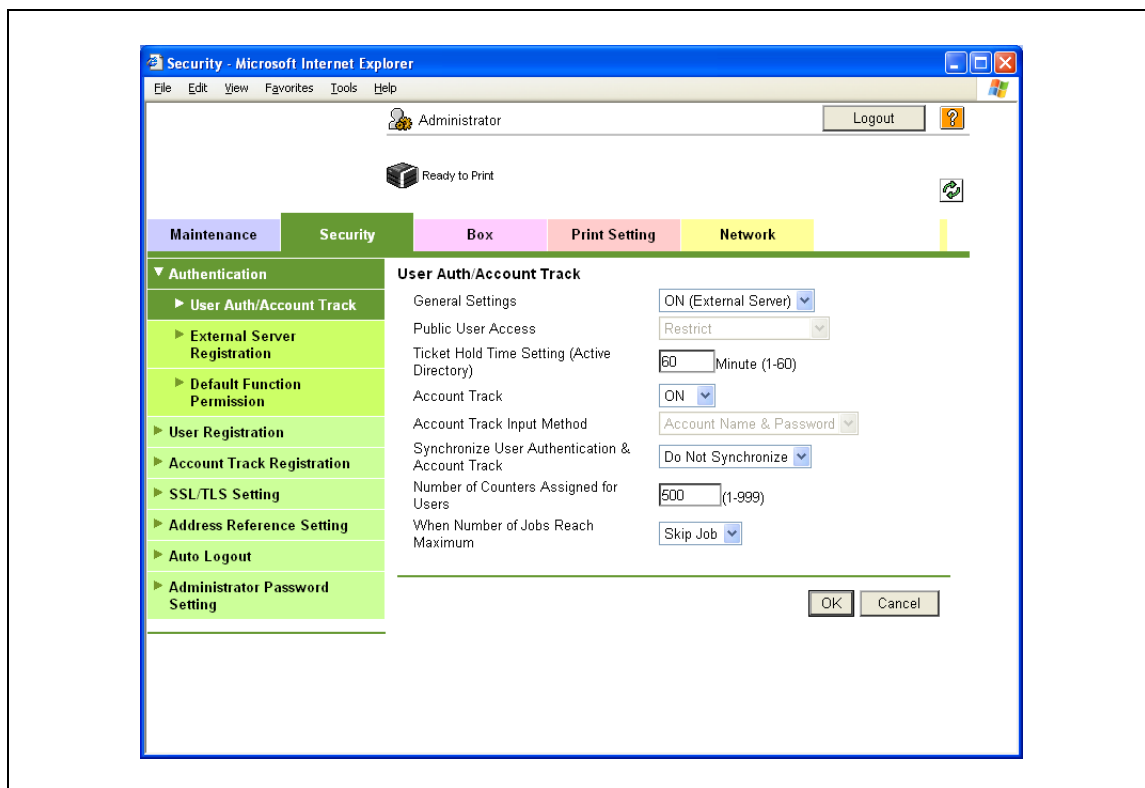 Security - Microsoft Internet Explorer
File Edit View Favorites Tools Help
Administrator
Logout
?
Ready to Print
Maintenance
Security
Box
Print Setting
Network
Authentication
User Auth/Account Track
External Server
Registration
Default Function
Permission
User Registration
Account Track Registration
SSL/TLS Setting
Address Reference Setting
Auto Logout
Administrator Password
Setting
User Auth/Account Track
General Settings
ON (External Server)
Public User Access
Restrict
Ticket Hold Time Setting (Active
Directory)
60 Minute (1-60)
Account Track
ON
Account Track Input Method
Account Name & Password
Synchronize User Authentication &
Account Track
Do Not Synchronize
Number of Counters Assigned for
Users
500 (1-999)
When Number of Jobs Reach
Maximum
Skip Job
OK
Cancel